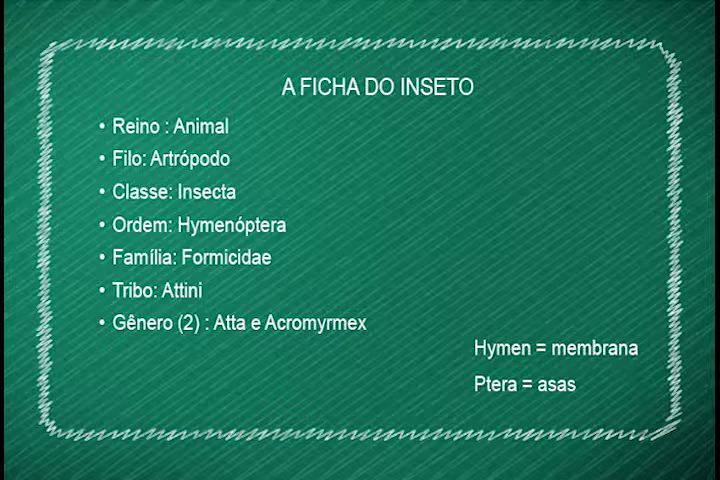 A FICHA DO INSETO
• Reino : Animal
• Filo: Artrópodo
• Classe: Insecta
• Ordem: Hymenóptera
• Família: Formicidae
• Tribo: Attini
• Gênero (2) : Atta e Acromyrmex
Hymen = membrana
Ptera = asas